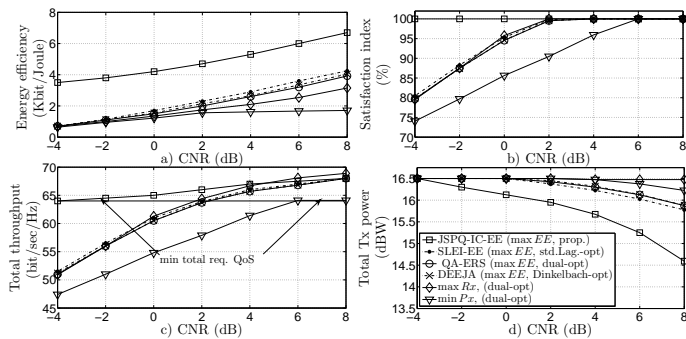 8
6
4
2
0
Energy efficiency
(Kbit/Joule)
−4 −2 0 2 4 6 8
a) CNR (dB)
100
95
90
85
80
75
70
Satisfaction index
(%)
−4 −2 0 2 4 6 8
b) CNR (dB)
70
65
60
55
50
45
Total throughput
(bit/sec/Hz)
min total req. QoS
−4 −2 0 2 4 6 8
c) CNR (dB)
16.5
16
15.5
15
14.5
14
13.5
13
Total Tx power
(dBW)
JSPQ-IC-EE (max EE, prop.)
SLEI-EE (max EE, std.Lag.-opt)
QA-ERS (max EE, dual-opt)
DEEJA (max EE, Dinkelbach-opt)
max Rx, (dual-opt)
min Px, (dual-opt)
−4 −2 0 2 4 6 8
d) CNR (dB)